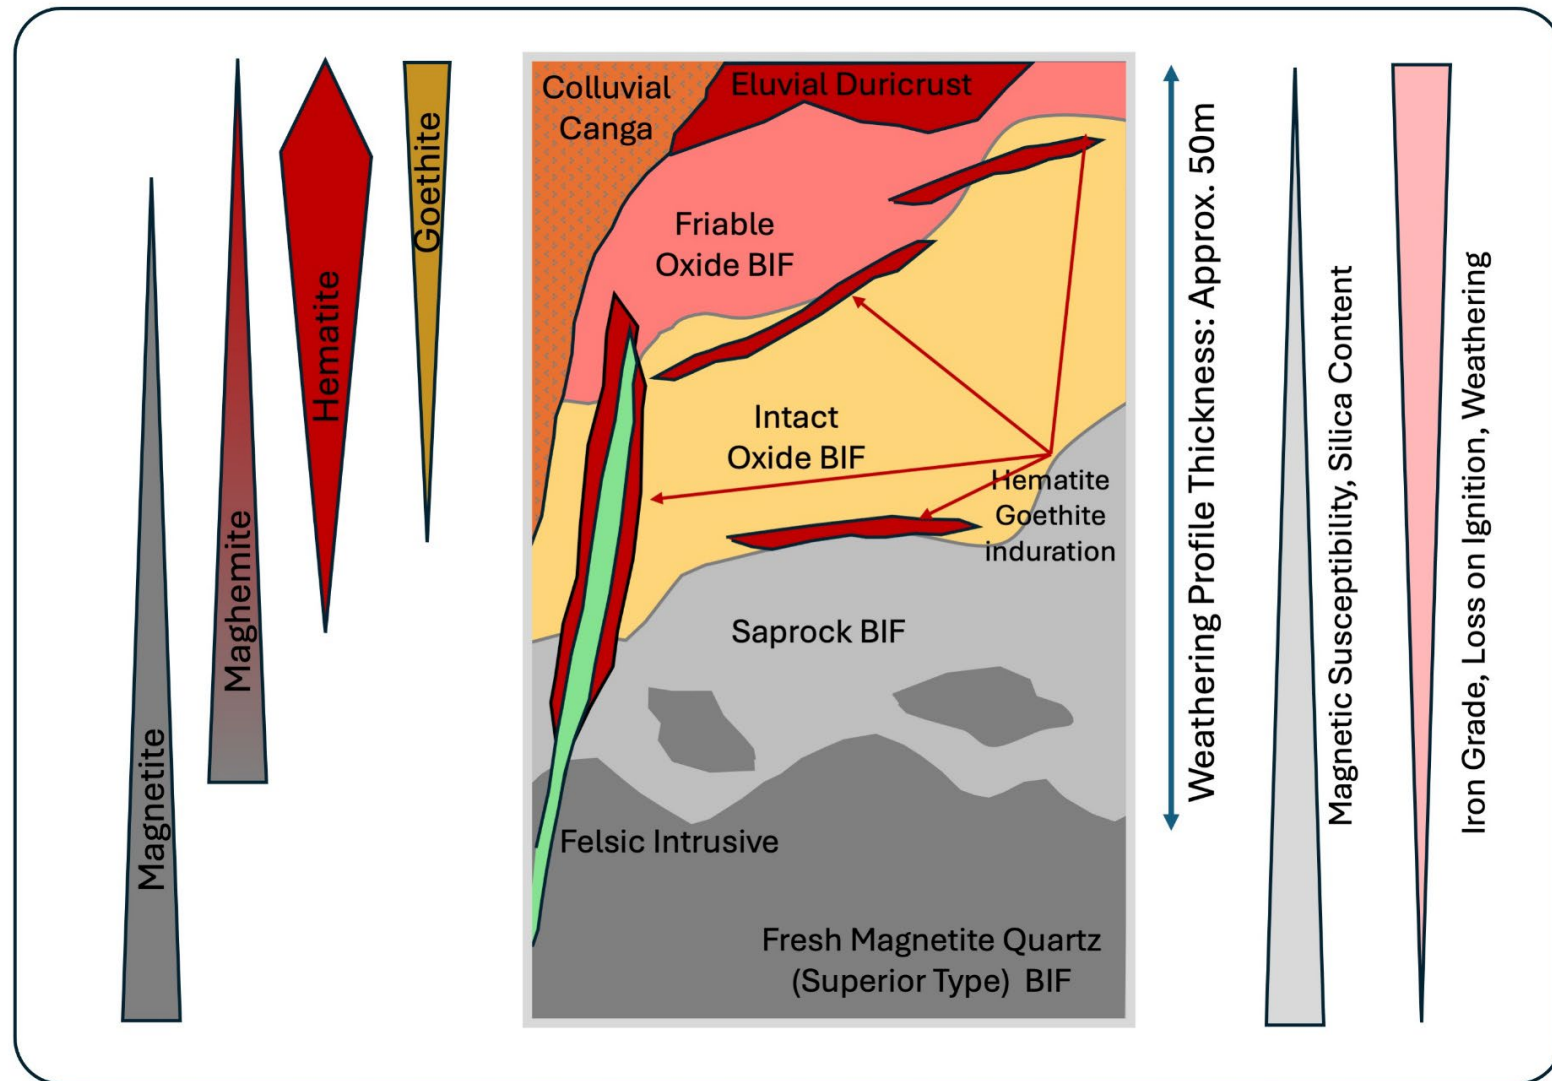 Magnetite
Maghemite
Hematite
Goethite
Colluvial
Canga
Eluvial Duricrust
Friable
Oxide BIF
Intact
Oxide BIF
Hematite
Goethite
induration
Saprock BIF
Felsic Intrusive
Fresh Magnetite Quartz
(Superior Type) BIF
Weathering Profile Thickness: Approx. 50m
Magnetic Susceptibility, Silica Content
Iron Grade, Loss on Ignition, Weathering